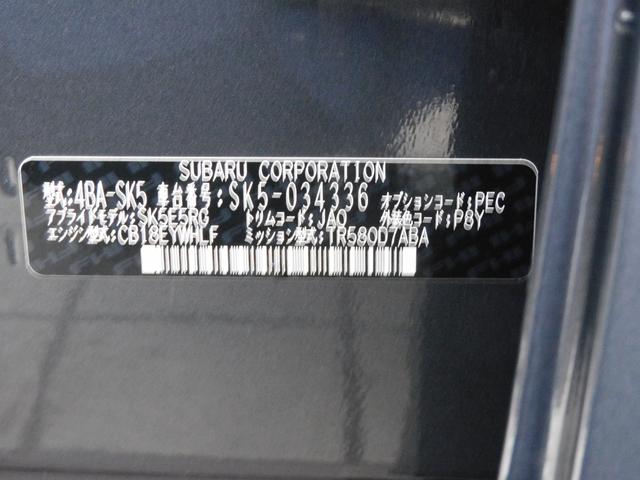 SUBARU CORPORATION
型式:4BA-SK5 車台番号:SK5-034336 オプションコード:PEC
アプライドモデル:SK5E5RG トリムコード:JAO 外装色コード:P8Y
エンジン型式:CB18EYWHLF ミッション型式:TR580D7ABA